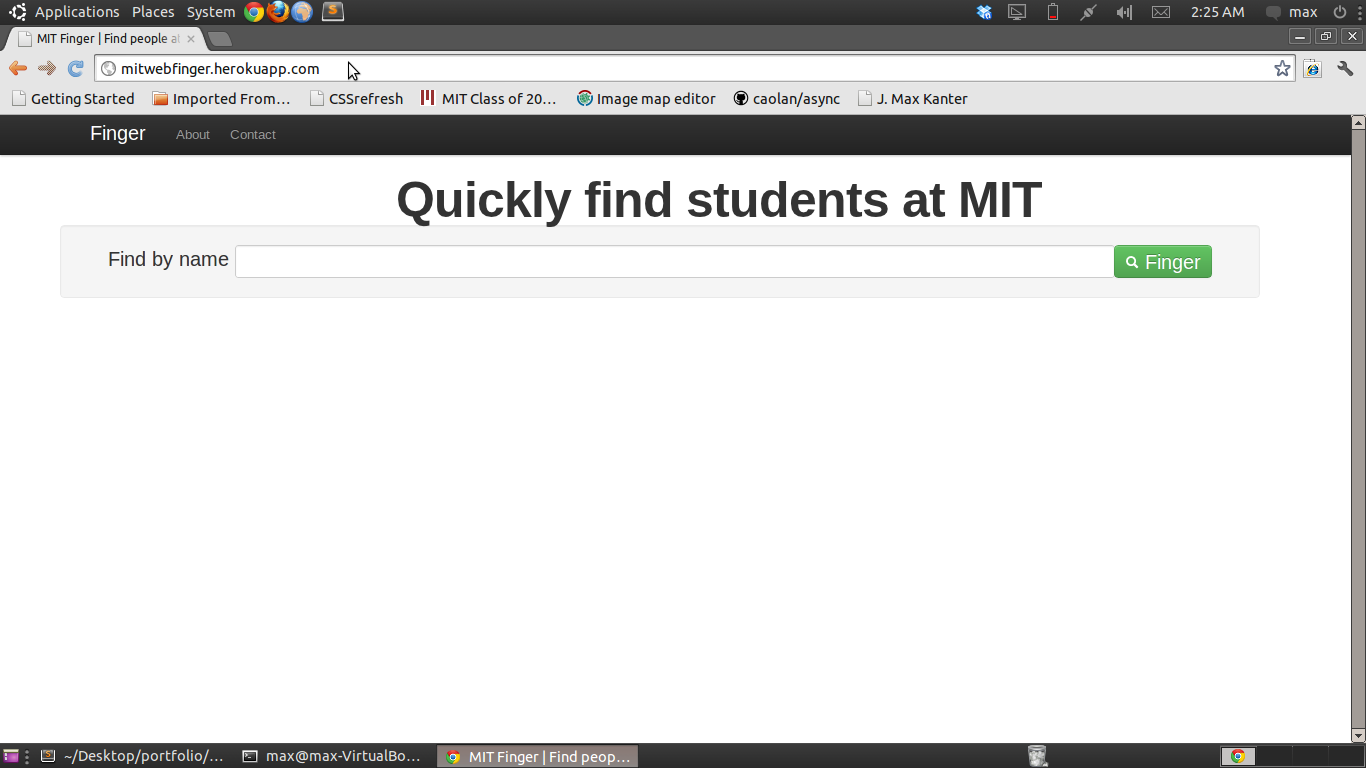 Applications Places System 2:25 AM max
MIT Finger | Find people at
mitwebfinger.herokuapp.com
Getting Started Imported From… CSSrefresh MIT Class of 20… Image map editor caolan/async J. Max Kanter
Finger About Contact
Quickly find students at MIT
Find by name Finger
~/Desktop/portfolio/… max@max-VirtualBo… MIT Finger | Find peop…